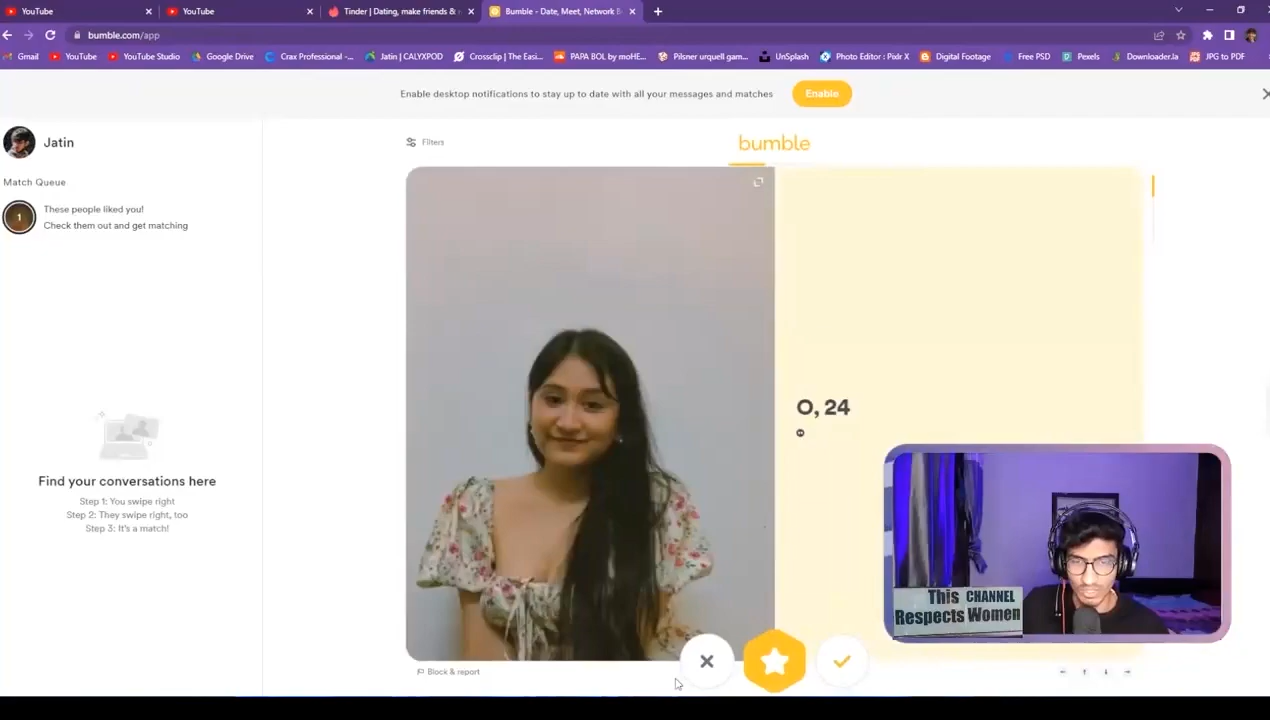 YouTube
YouTube
Tinder | Dating, make friends &
Bumble - Date, Meet, Network
bumble.com/app
Gmail
YouTube
YouTube Studio
Google Drive
Crax Professional -...
Jatin | CALYXPOD
Crossclip | The Easi...
PAPA BOL by moHE...
Pilsner urquell gam...
UnSplash
Photo Editor : Pixlr X
Digital Footage
Free PSD
Pexels
Downloader.la
JPG to PDF
Enable desktop notifications to stay up to date with all your messages and matches
Enable
Jatin
Filters
bumble
Match Queue
1
These people liked you!
Check them out and get matching
O, 24
Find your conversations here
Step 1: You swipe right
Step 2: They swipe right, too
Step 3: It's a match!
This CHANNEL
Respects Women
Block & report